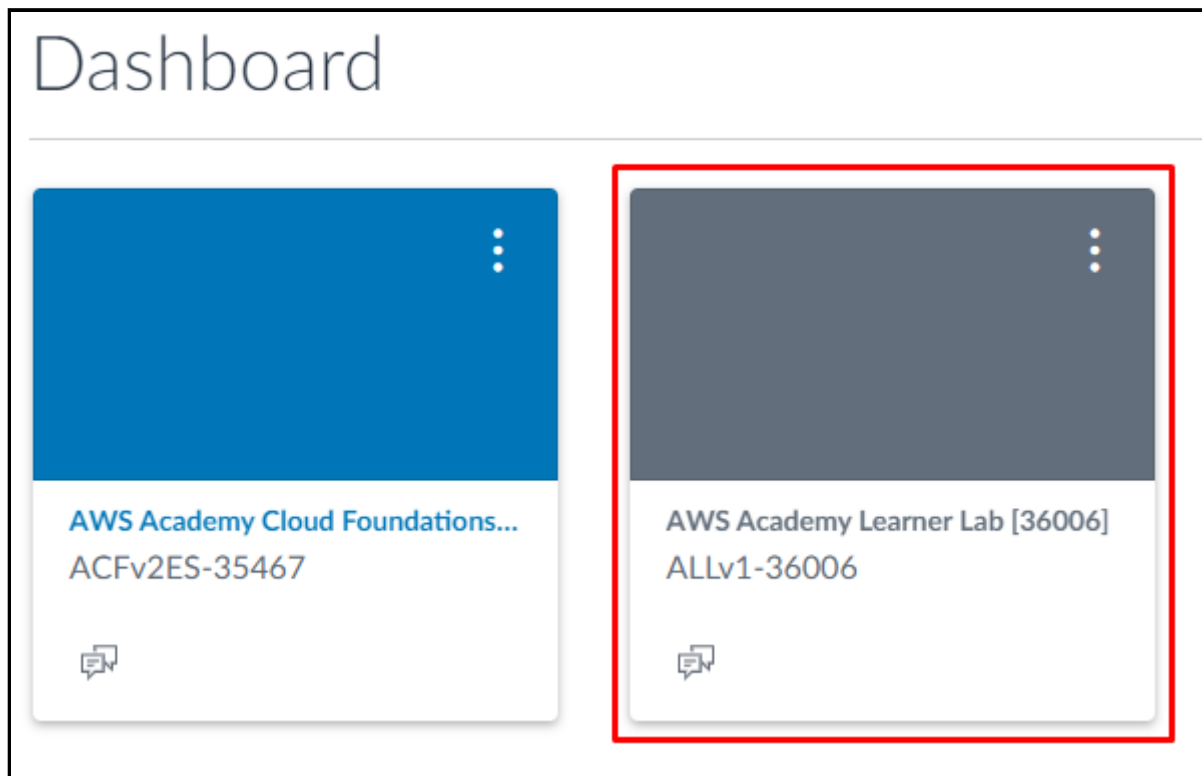 Dashboard
AWS Academy Cloud Foundations...
ACFv2ES-35467
AWS Academy Learner Lab [36006]
ALLv1-36006